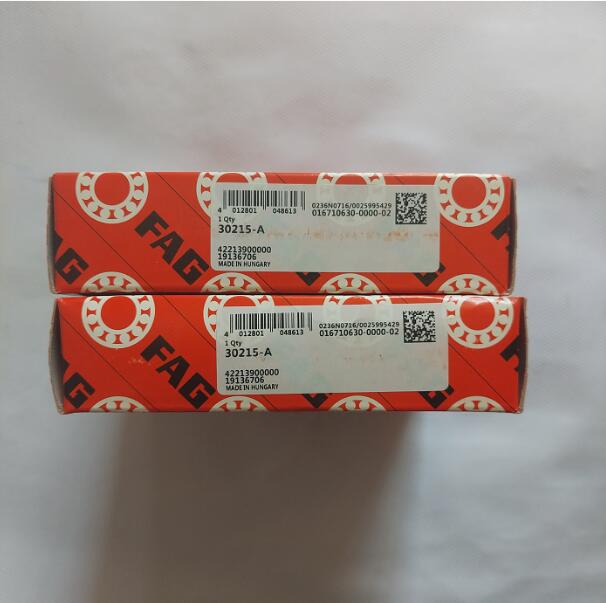 FAG
4 012801 048613
1 Qty
30215-A
42213900000
19136706
MADE IN HUNGARY
0236N0716/0025995429
016710630-0000-02
FAG
4 012801 048613
1 Qty
30215-A
42213900000
19136706
MADE IN HUNGARY
0236N0716/0025995429
016710630-0000-02